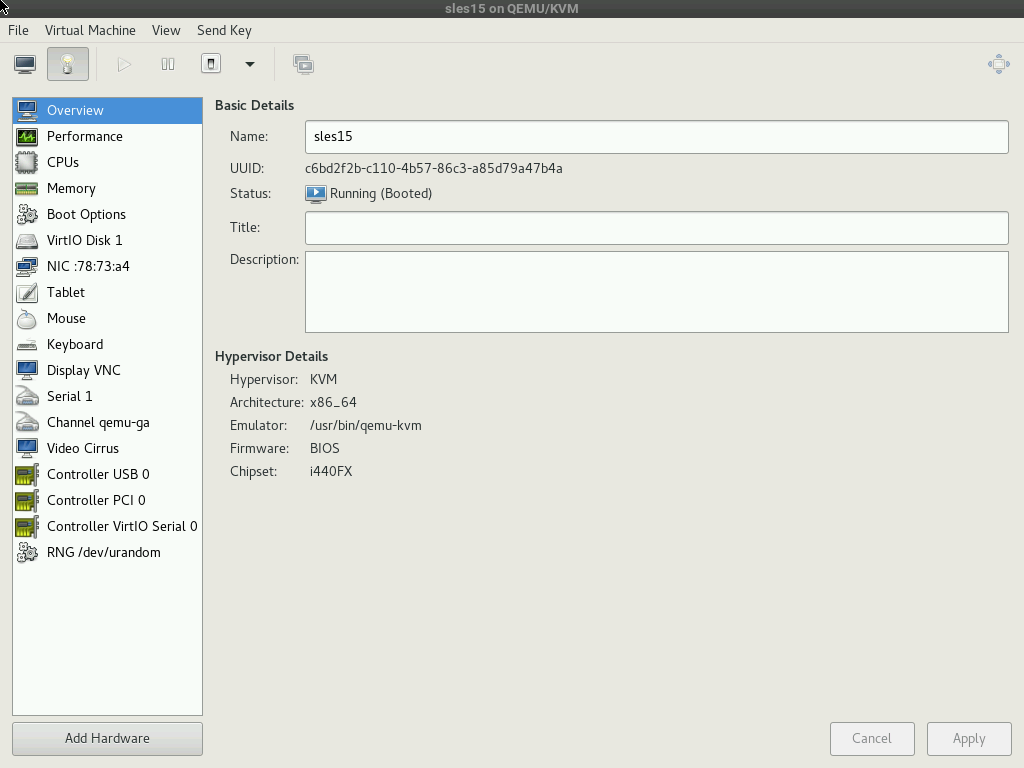 sles15 on QEMU/KVM
File Virtual Machine View Send Key
Overview
Performance
CPUs
Memory
Boot Options
VirtIO Disk 1
NIC :78:73:a4
Tablet
Mouse
Keyboard
Display VNC
Serial 1
Channel qemu-ga
Video Cirrus
Controller USB 0
Controller PCI 0
Controller VirtIO Serial 0
RNG /dev/urandom
Add Hardware
Basic Details
Name: sles15
UUID: c6bd2f2b-c110-4b57-86c3-a85d79a47b4a
Status: Running (Booted)
Title:
Description:
Hypervisor Details
Hypervisor: KVM
Architecture: x86_64
Emulator: /usr/bin/qemu-kvm
Firmware: BIOS
Chipset: i440FX
Cancel Apply